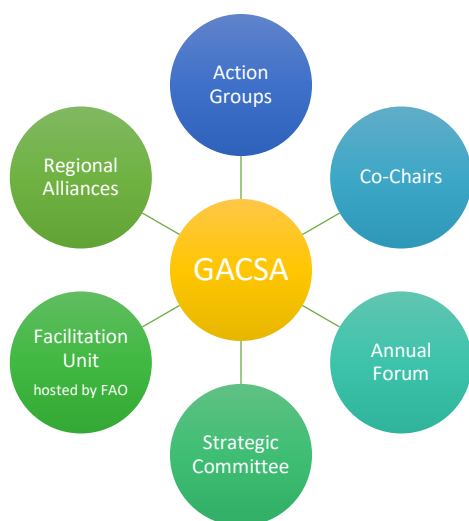 Action
Groups
Regional
Alliances
Co-Chairs
GACSA
Facilitation
Unit
hosted by FAO
Annual
Forum
Strategic
Committee